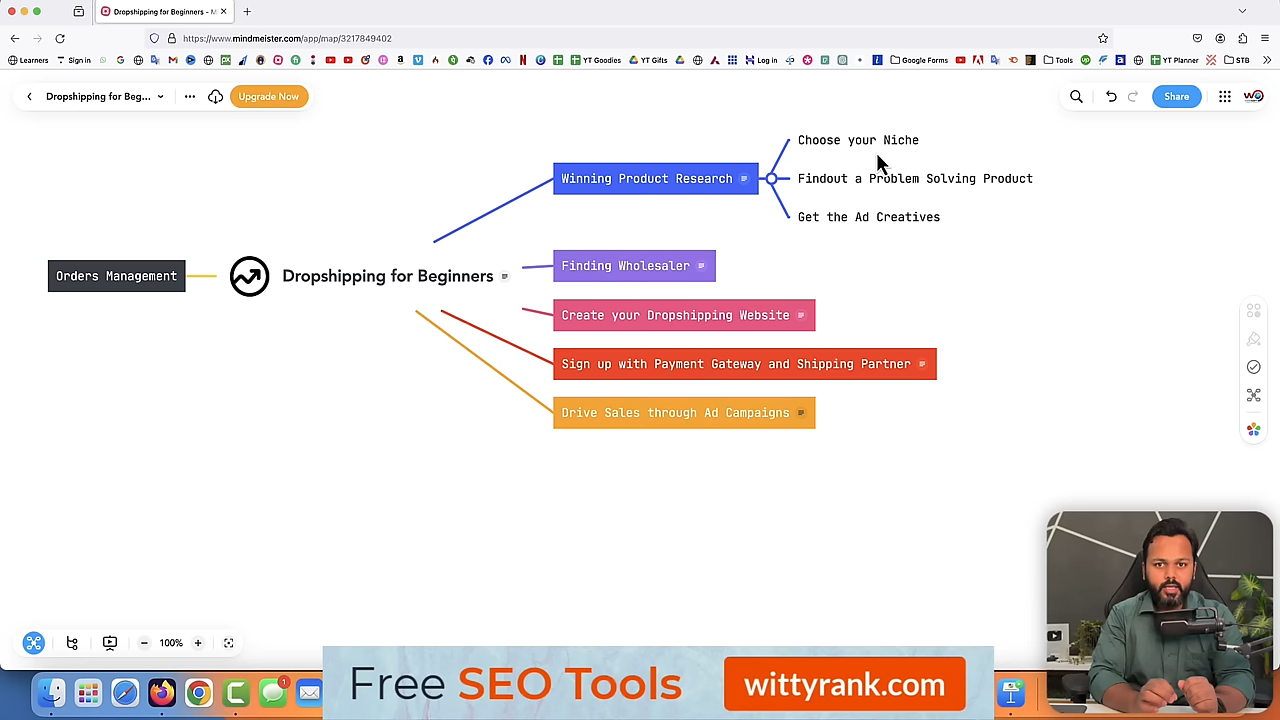 Dropshipping for Beginners – M
https://www.mindmeister.com/app/map/3217849402
Learners
Sign in
YT Goodies
YT Gifts
Log in
Google Forms
Tools
YT Planner
STB
Dropshipping for Beg...
Upgrade Now
Share
Choose your Niche
Winning Product Research
Findout a Problem Solving Product
Get the Ad Creatives
Finding Wholesaler
Orders Management
Dropshipping for Beginners
Create your Dropshipping Website
Sign up with Payment Gateway and Shipping Partner
Drive Sales through Ad Campaigns
100%
1
Free SEO Tools
wittyrank.com